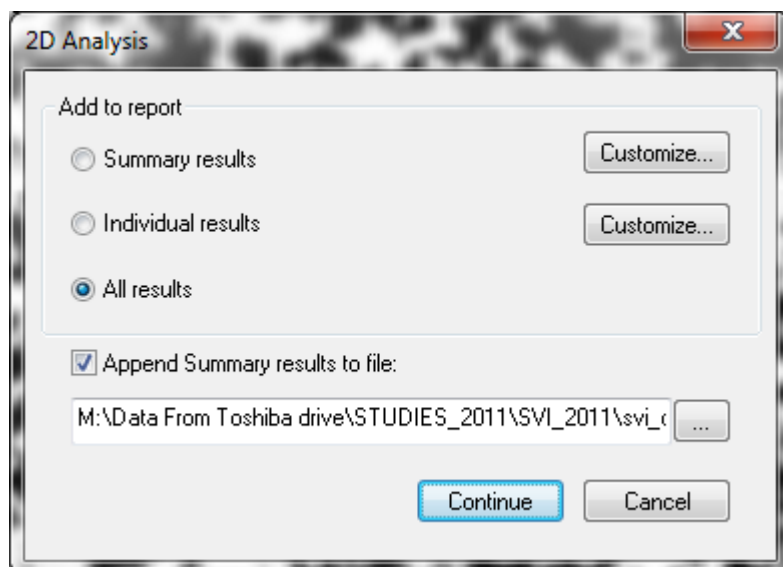 2D Analysis
Add to report
Summary results
Customize...
Individual results
Customize...
All results
Append Summary results to file:
M:\Data From Toshiba drive\STUDIES_2011\SVI_2011\svi_
...
Continue
Cancel